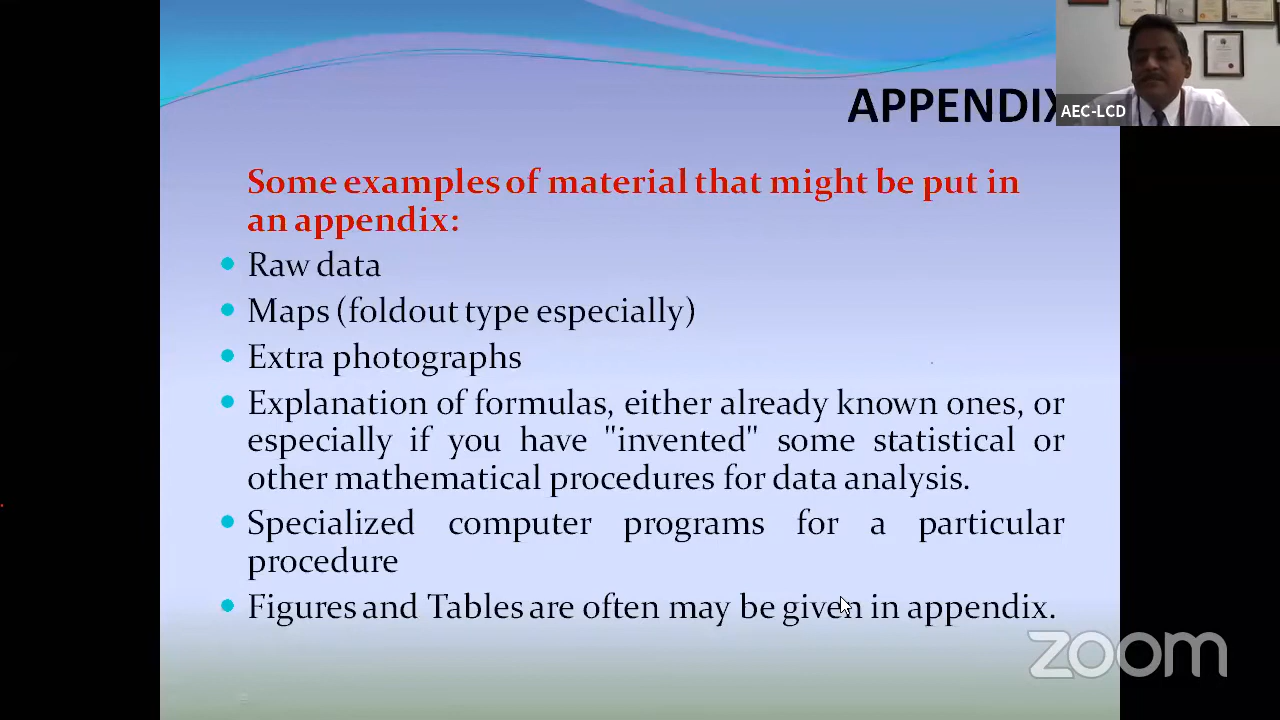 APPENDIX
AEC-LCD
Some examples of material that might be put in
an appendix:
Raw data
Maps (foldout type especially)
Extra photographs
Explanation of formulas, either already known ones, or
especially if you have "invented" some statistical or
other mathematical procedures for data analysis.
Specialized computer programs for a particular
procedure
Figures and Tables are often may be given in appendix.
zoom